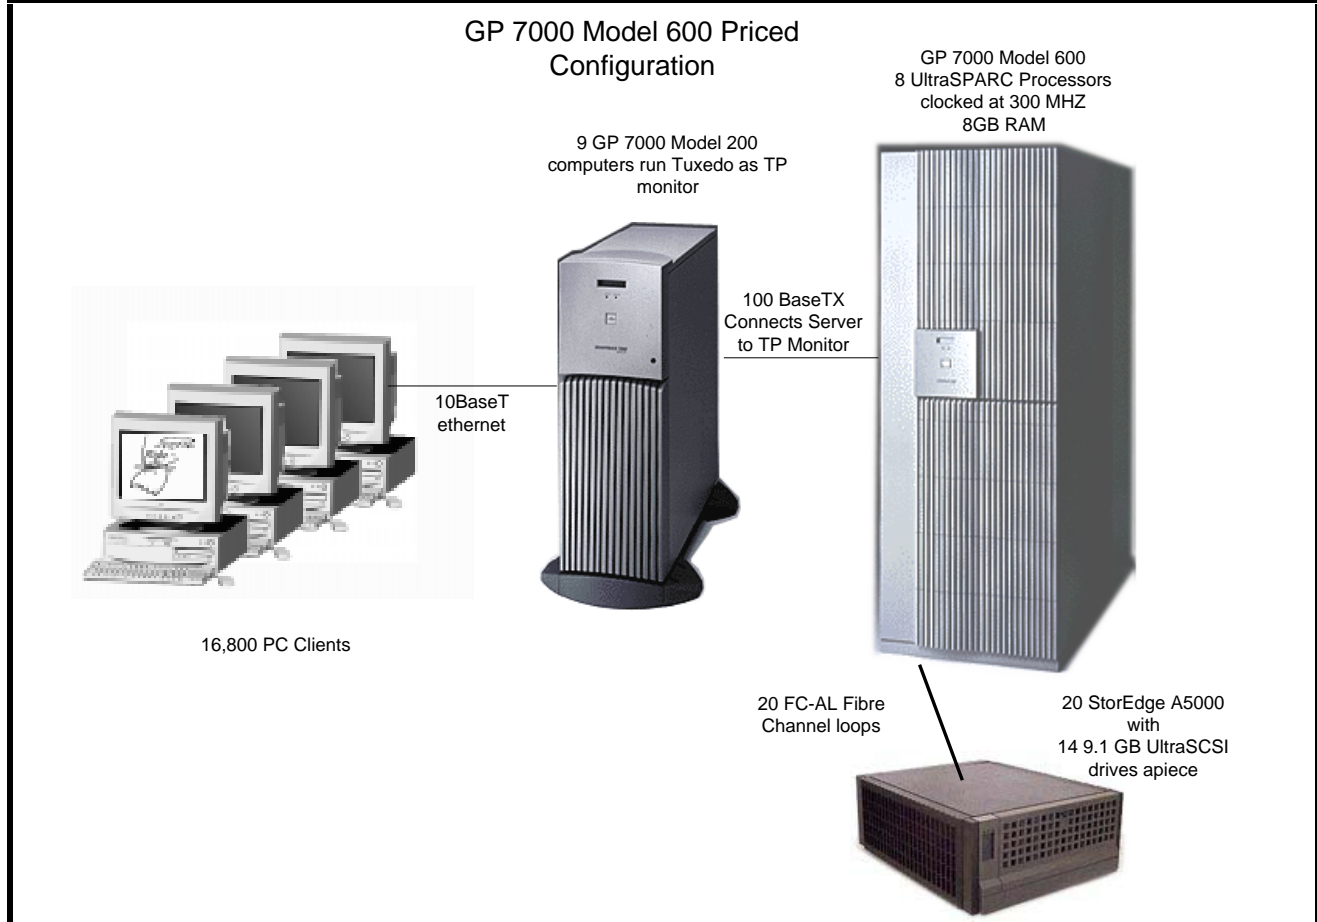 GP 7000 Model 600 Priced
Configuration
GP 7000 Model 600
8 UltraSPARC Processors
clocked at 300 MHZ
8GB RAM
9 GP 7000 Model 200
computers run Tuxedo as TP
monitor
100 BaseTX
Connects Server
to TP Monitor
10BaseT
ethernet
16,800 PC Clients
20 FC-AL Fibre
Channel loops
20 StorEdge A5000
with
14 9.1 GB UltraSCSI
drives apiece